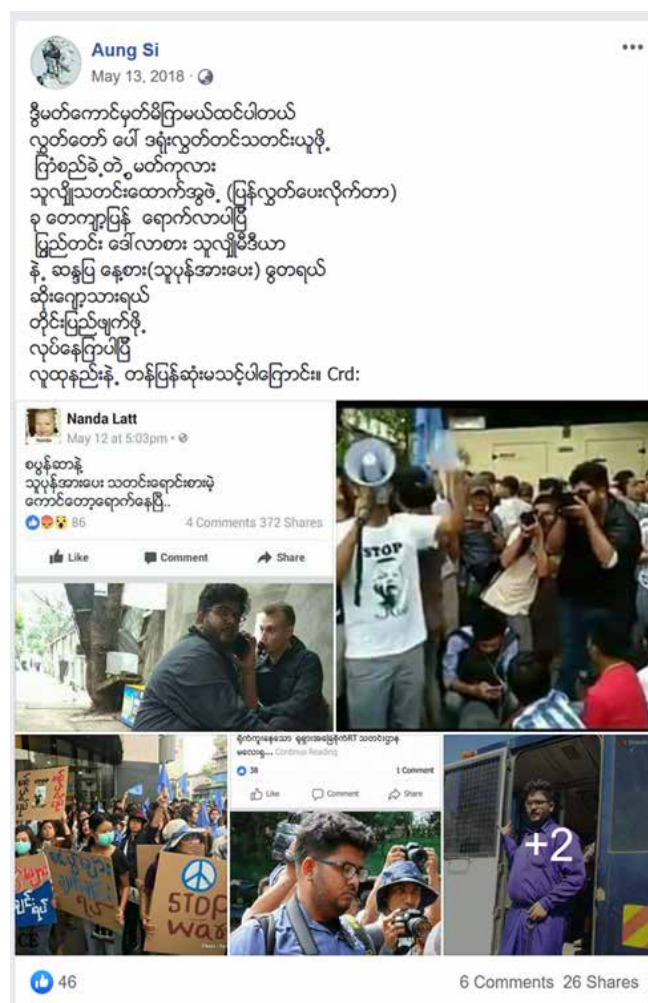 Aung Si
May 13, 2018
ဒီမတ်ကောင်မှတ်မိကြမယ်ထင်ပါတယ်
လွှတ်တော် ပေါ် ဒရုံးလွှတ်တင်သတင်းယူဖို့
ကြံစည်ခဲ့တဲ့ မတ်ကုလား
သူလျှိုသတင်းထောက်အဖွဲ့ (ပြန်လွှတ်ပေးလိုက်တာ)
ခု တကျော့ပြန် ရောက်လာပါပြီ
ပြည်တွင်း ဒေါ်လာစား သူလျှိုမီဒီယာ
နဲ့ ဆန္ဒပြ နေ့စား(သူပုန်အားပေး) တွေရယ်
တိုင်းပြည်ဖျက်ဖို့
လုပ်နေကြပါပြီ
လူထုနည်းနဲ့ တန်ပြန်ဆုံးမသင့်ပါကြောင်း။ Crd:
Nanda Latt
May 12 at 5:03pm
စပွန်ဆာနဲ့
သူပုန်အားပေး သတင်းရောင်းစားမဲ့
ကောင်တော့ရောက်နေပြီ..
86
4 Comments 372 Shares
Like Comment Share
STOP
STOP
war
မလေးရှ... Continue Reading
38
1 Comment
Like Comment Share
+2
46
6 Comments 26 Shares